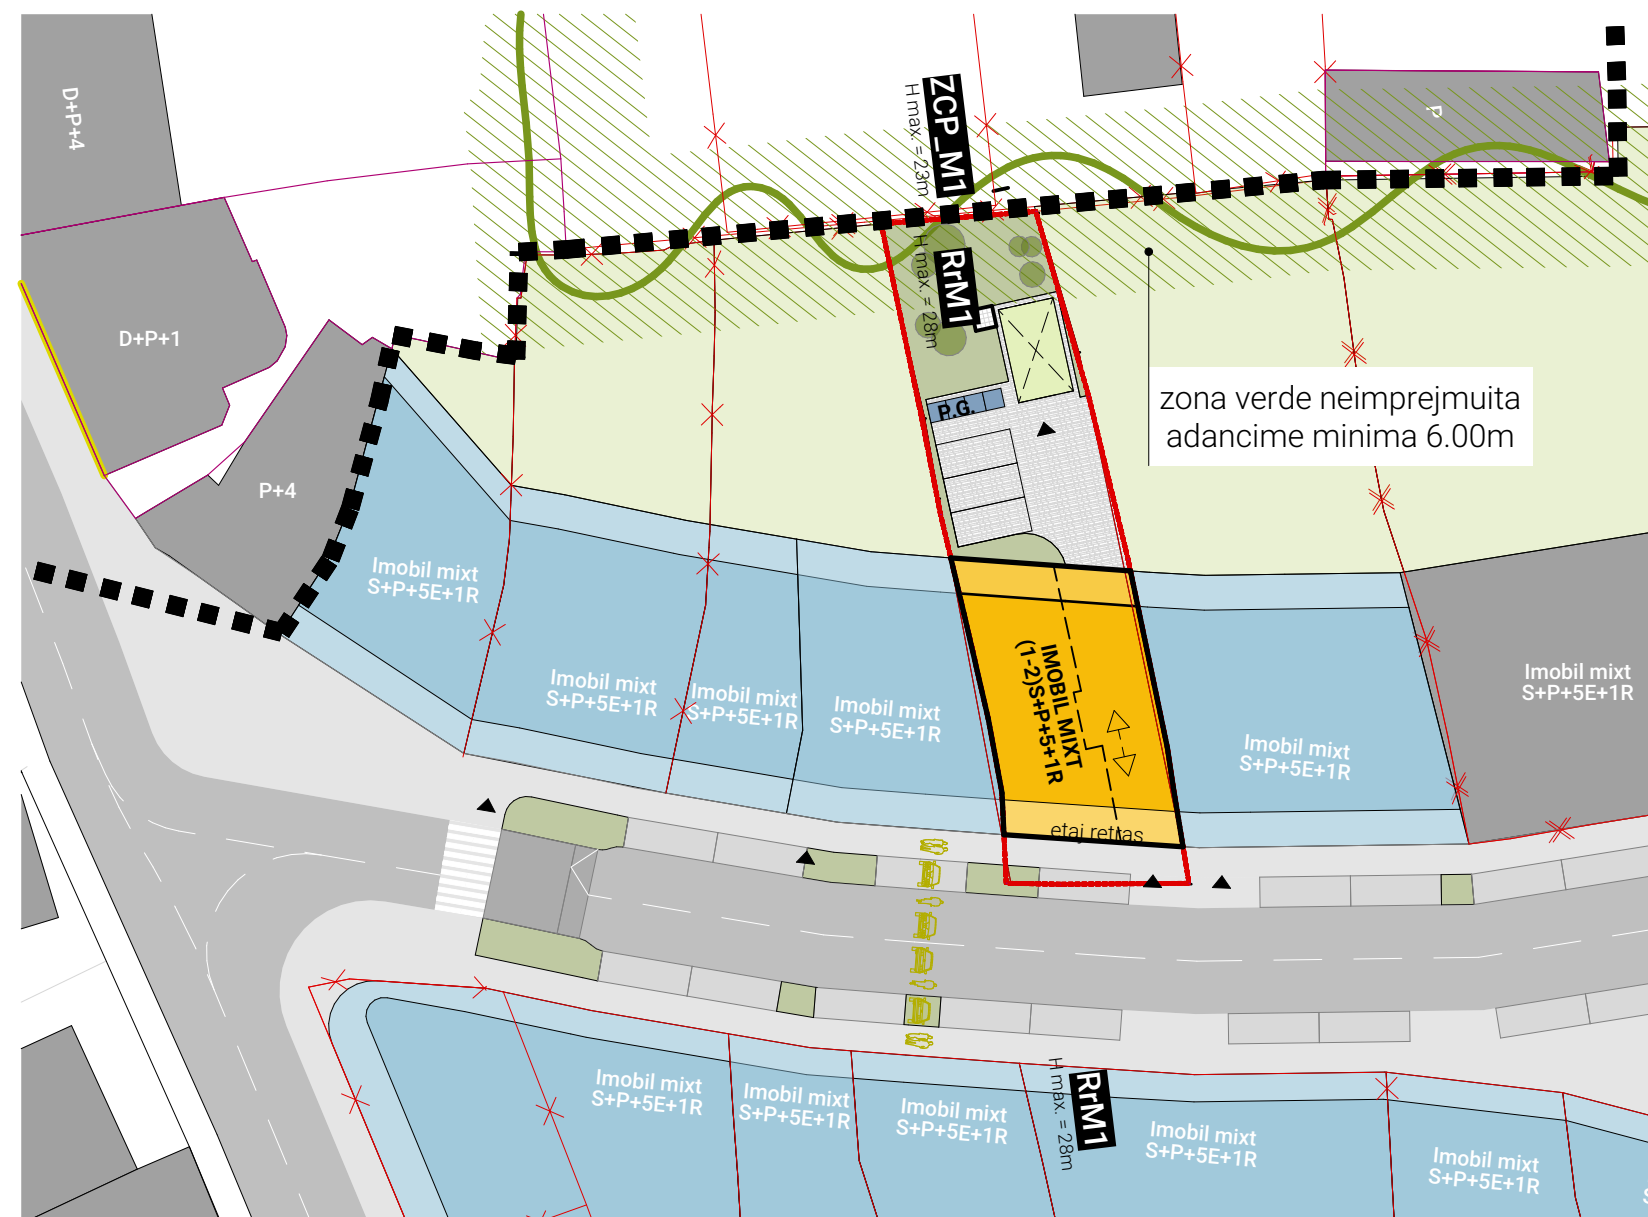 D+P+4
ZCP_M1
H max. = 23m
P
D+P+1
RrM1
H max. = 28m
zona verde neimprejmuita
adancime minima 6.00m
P.G.
P+4
Imobil mixt
S+P+5E+1R
Imobil mixt
S+P+5E+1R
Imobil mixt
S+P+5E+1R
Imobil mixt
S+P+5E+1R
IMOBIL MIXT
(1-2)S+P+5+1R
etaj retras
Imobil mixt
S+P+5E+1R
Imobil mixt
S+P+5E+1R
Imobil mixt
S+P+5E+1R
Imobil mixt
S+P+5E+1R
Imobil mixt
S+P+5E+1R
RrM1
H max. = 28m
Imobil mixt
S+P+5E+1R
Imobil mixt
S+P+5E+1R